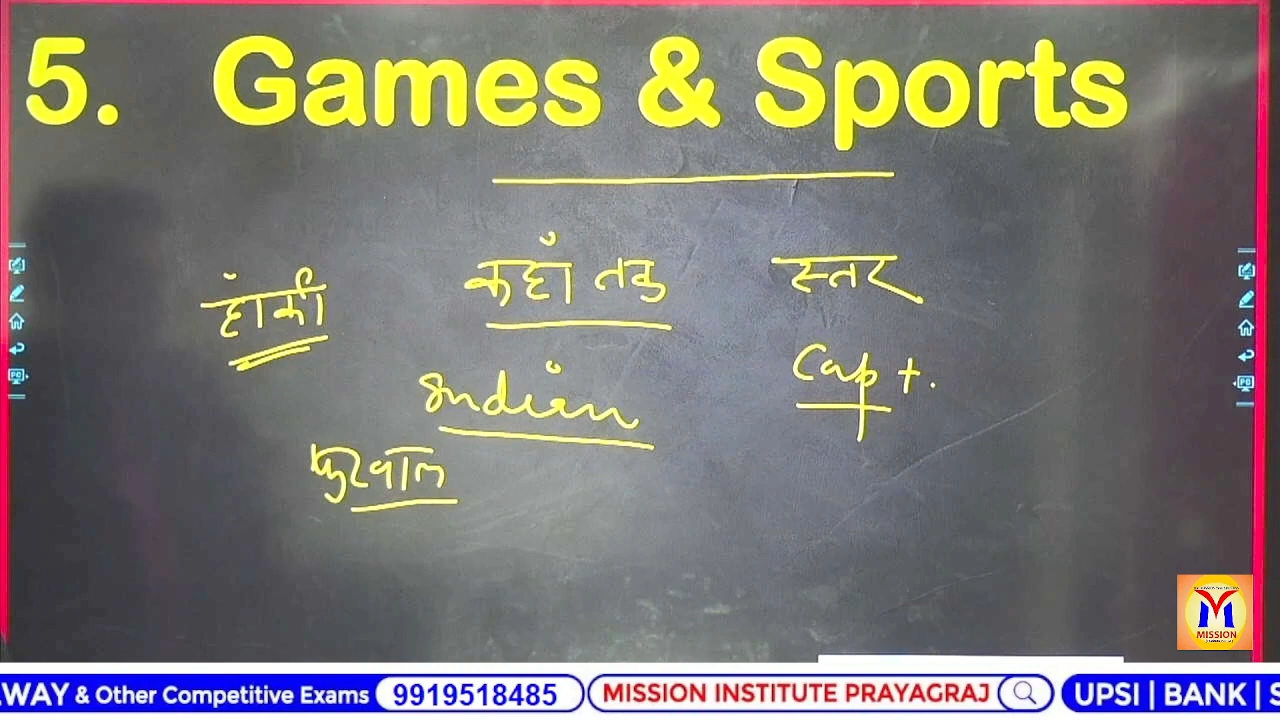 5. Games & Sports
हॉकी
कहाँ तक
स्तर
Indian
Capt.
फुटबाल
M
MISSION
WAY & Other Competitive Exams 9919518485 MISSION INSTITUTE PRAYAGRAJ UPSI | BANK | S